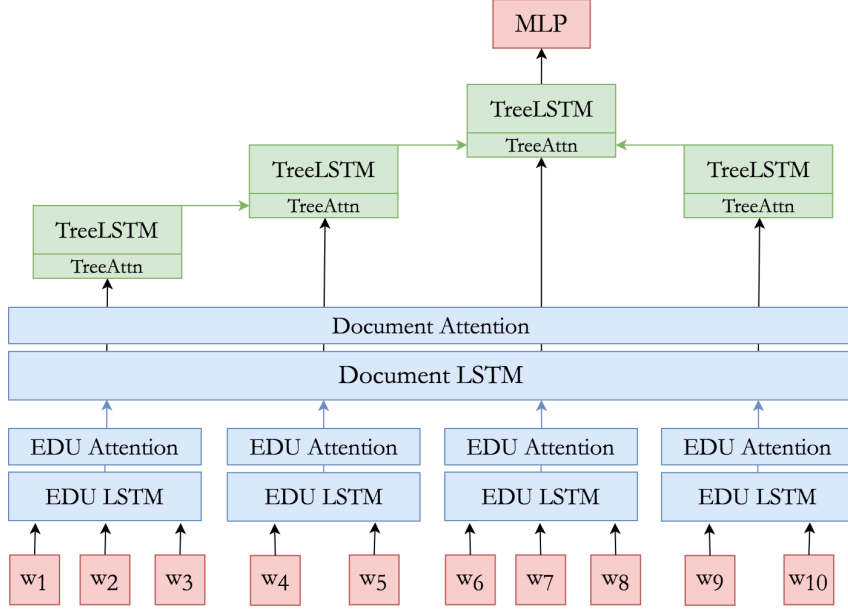 MLP
TreeLSTM
TreeAttn
TreeLSTM
TreeAttn
TreeLSTM
TreeAttn
TreeLSTM
TreeAttn
Document Attention
Document LSTM
EDU Attention EDU Attention EDU Attention EDU Attention
EDU LSTM EDU LSTM EDU LSTM EDU LSTM
w1 w2 w3 w4 w5 w6 w7 w8 w9 w10